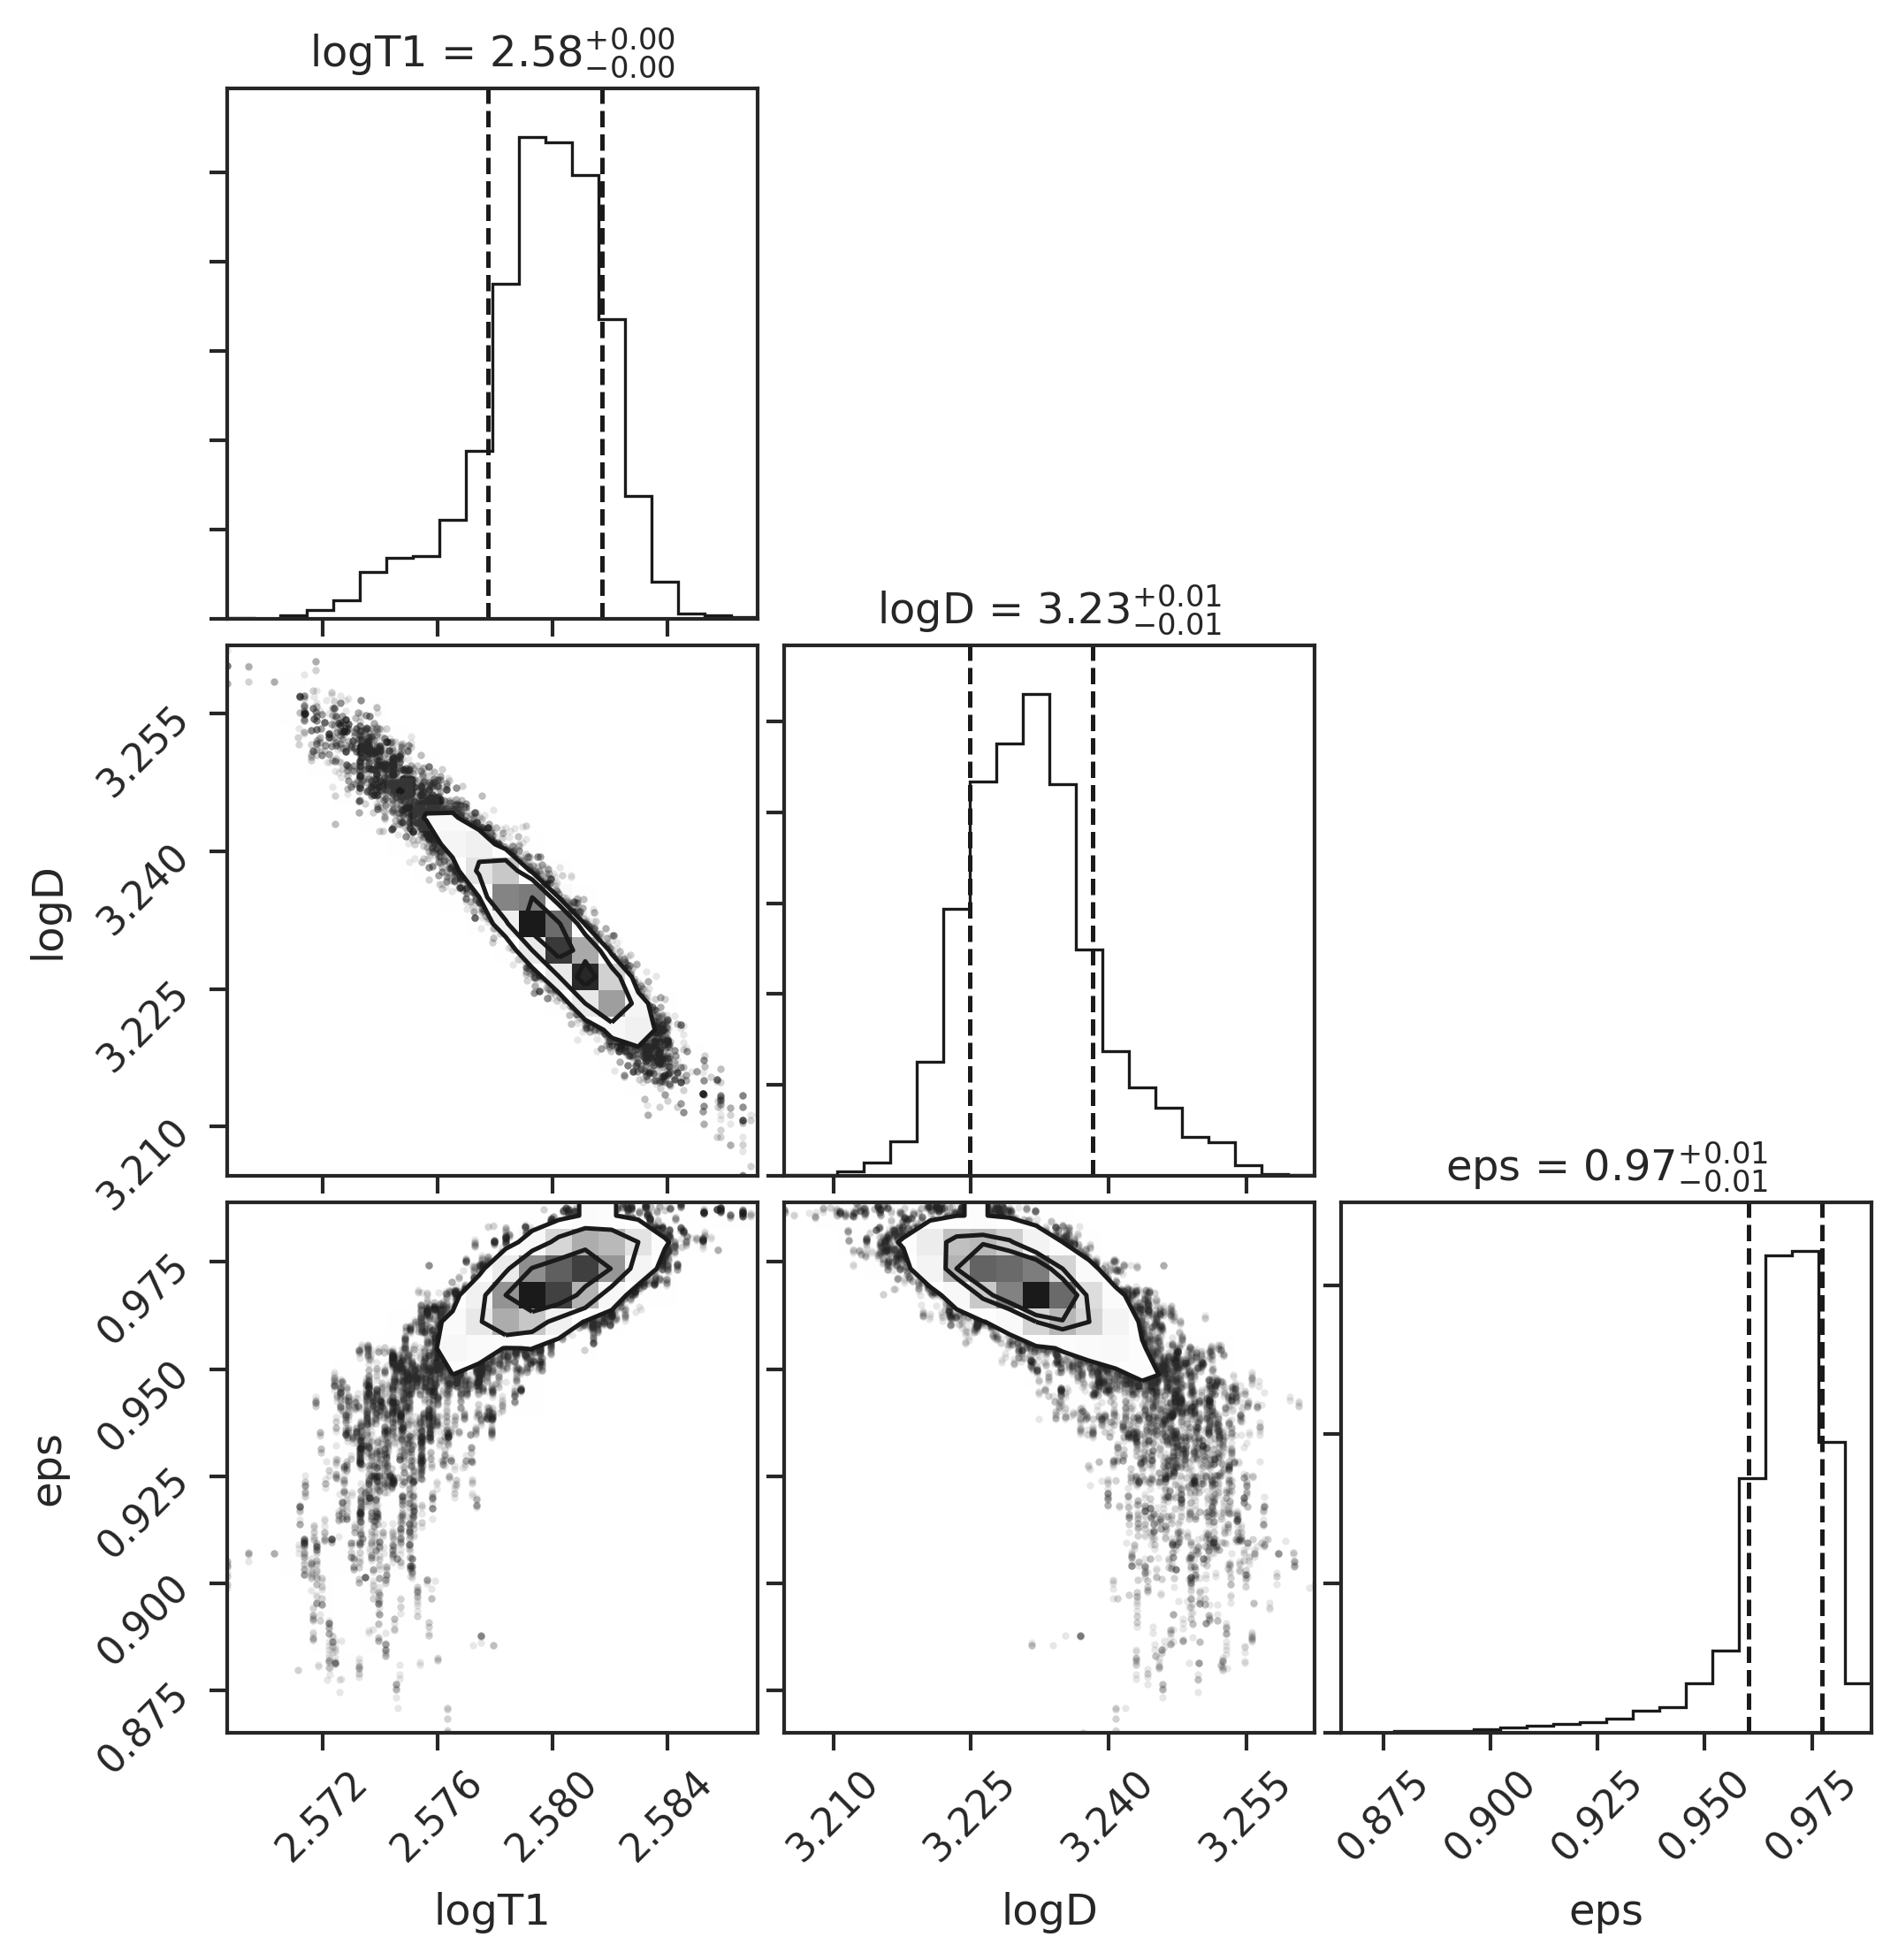 logT1 = 2.58+0.00 −0.00
logD = 3.23+0.01 −0.01
3.255
3.240
3.225
3.210
logD
eps = 0.97+0.01 −0.01
0.975
0.950
0.925
0.900
0.875
eps
2.572 2.576 2.580 2.584
3.210 3.225 3.240 3.255
0.875 0.900 0.925 0.950 0.975
logT1 logD eps